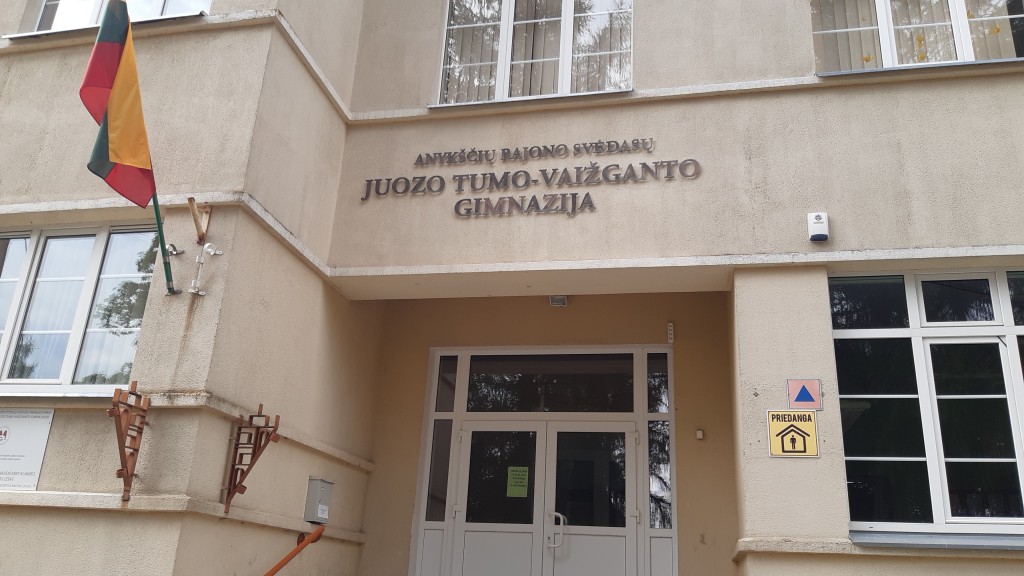 ANYKŠČIŲ RAJONO SVĖDASŲ
JUOZO TUMO-VAIŽGANTO
GIMNAZIJA
PRIEDANGA